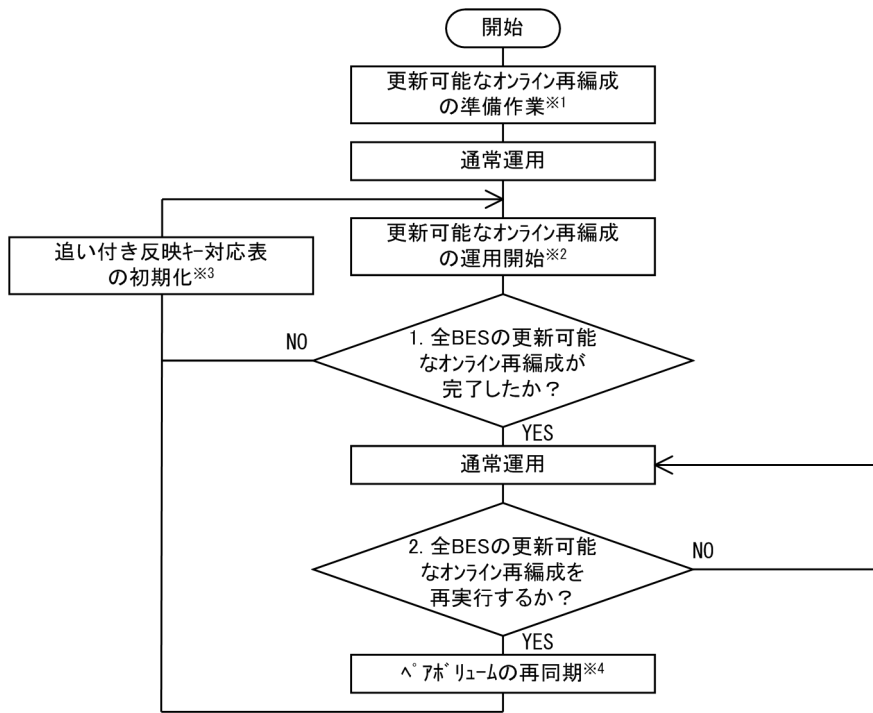 開始
更新可能なオンライン再編成
の準備作業※1
通常運用
更新可能なオンライン再編成
の運用開始※2
追い付き反映キー対応表
の初期化※3
NO
1. 全BESの更新可能
なオンライン再編成が
完了したか？
YES
通常運用
2. 全BESの更新可能
なオンライン再編成を
再実行するか？
NO
YES
ペアボリュームの再同期※4